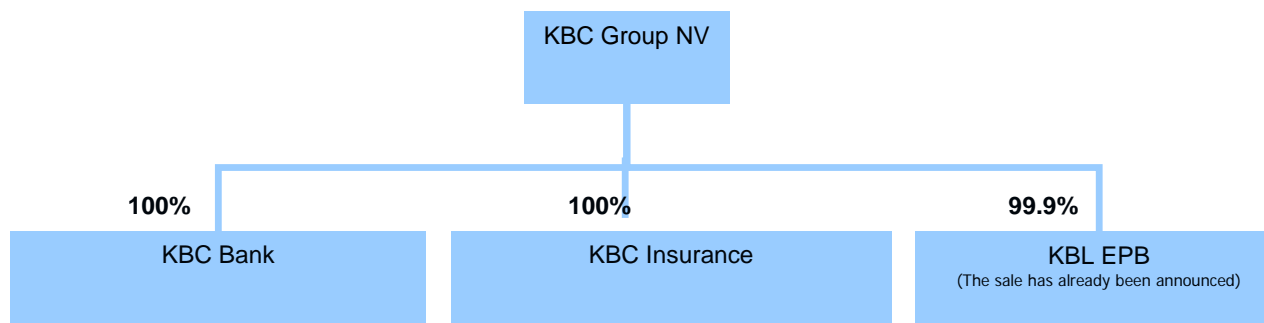 KBC Group NV
100%
100%
99.9%
KBC Bank
KBC Insurance
KBL EPB
(The sale has already been announced)